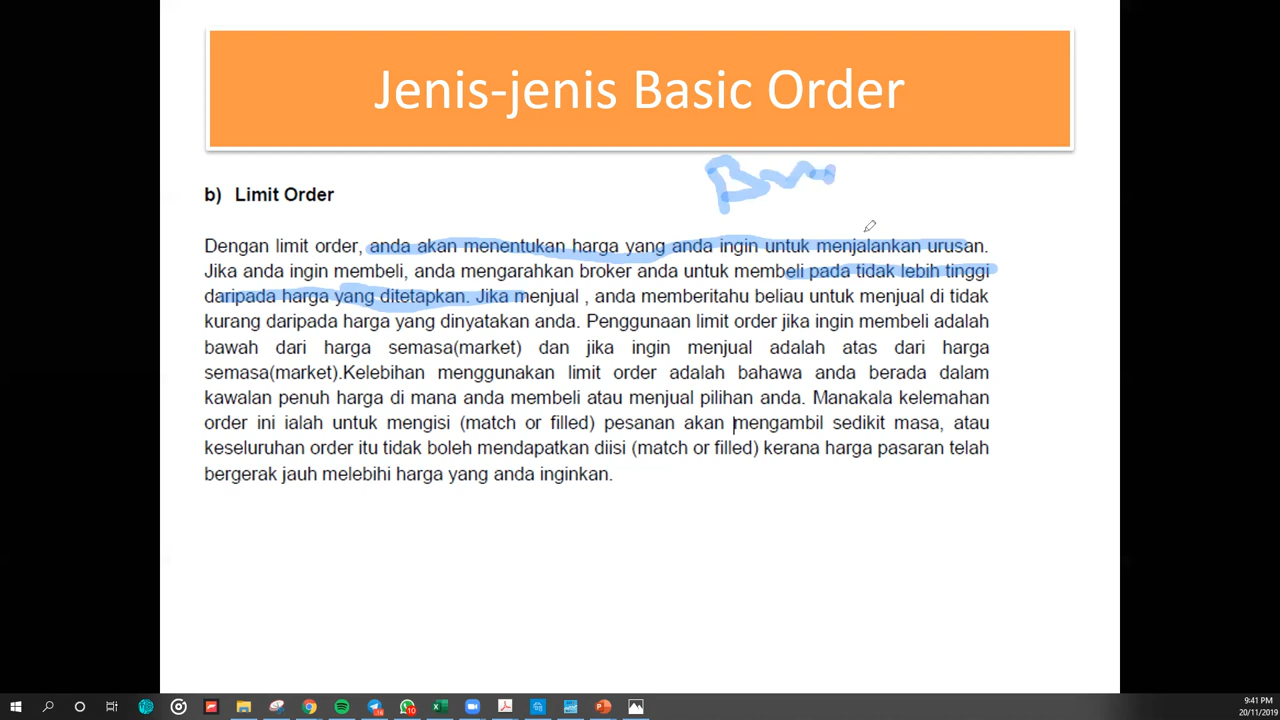 Jenis-jenis Basic Order
b) Limit Order
Dengan limit order, anda akan menentukan harga yang anda ingin untuk menjalankan urusan.
Jika anda ingin membeli, anda mengarahkan broker anda untuk membeli pada tidak lebih tinggi
daripada harga yang ditetapkan. Jika menjual , anda memberitahu beliau untuk menjual di tidak
kurang daripada harga yang dinyatakan anda. Penggunaan limit order jika ingin membeli adalah
bawah dari harga semasa(market) dan jika ingin menjual adalah atas dari harga
semasa(market).Kelebihan menggunakan limit order adalah bahawa anda berada dalam
kawalan penuh harga di mana anda membeli atau menjual pilihan anda. Manakala kelemahan
order ini ialah untuk mengisi (match or filled) pesanan akan mengambil sedikit masa, atau
keseluruhan order itu tidak boleh mendapatkan diisi (match or filled) kerana harga pasaran telah
bergerak jauh melebihi harga yang anda inginkan.
9:41 PM
20/11/2019